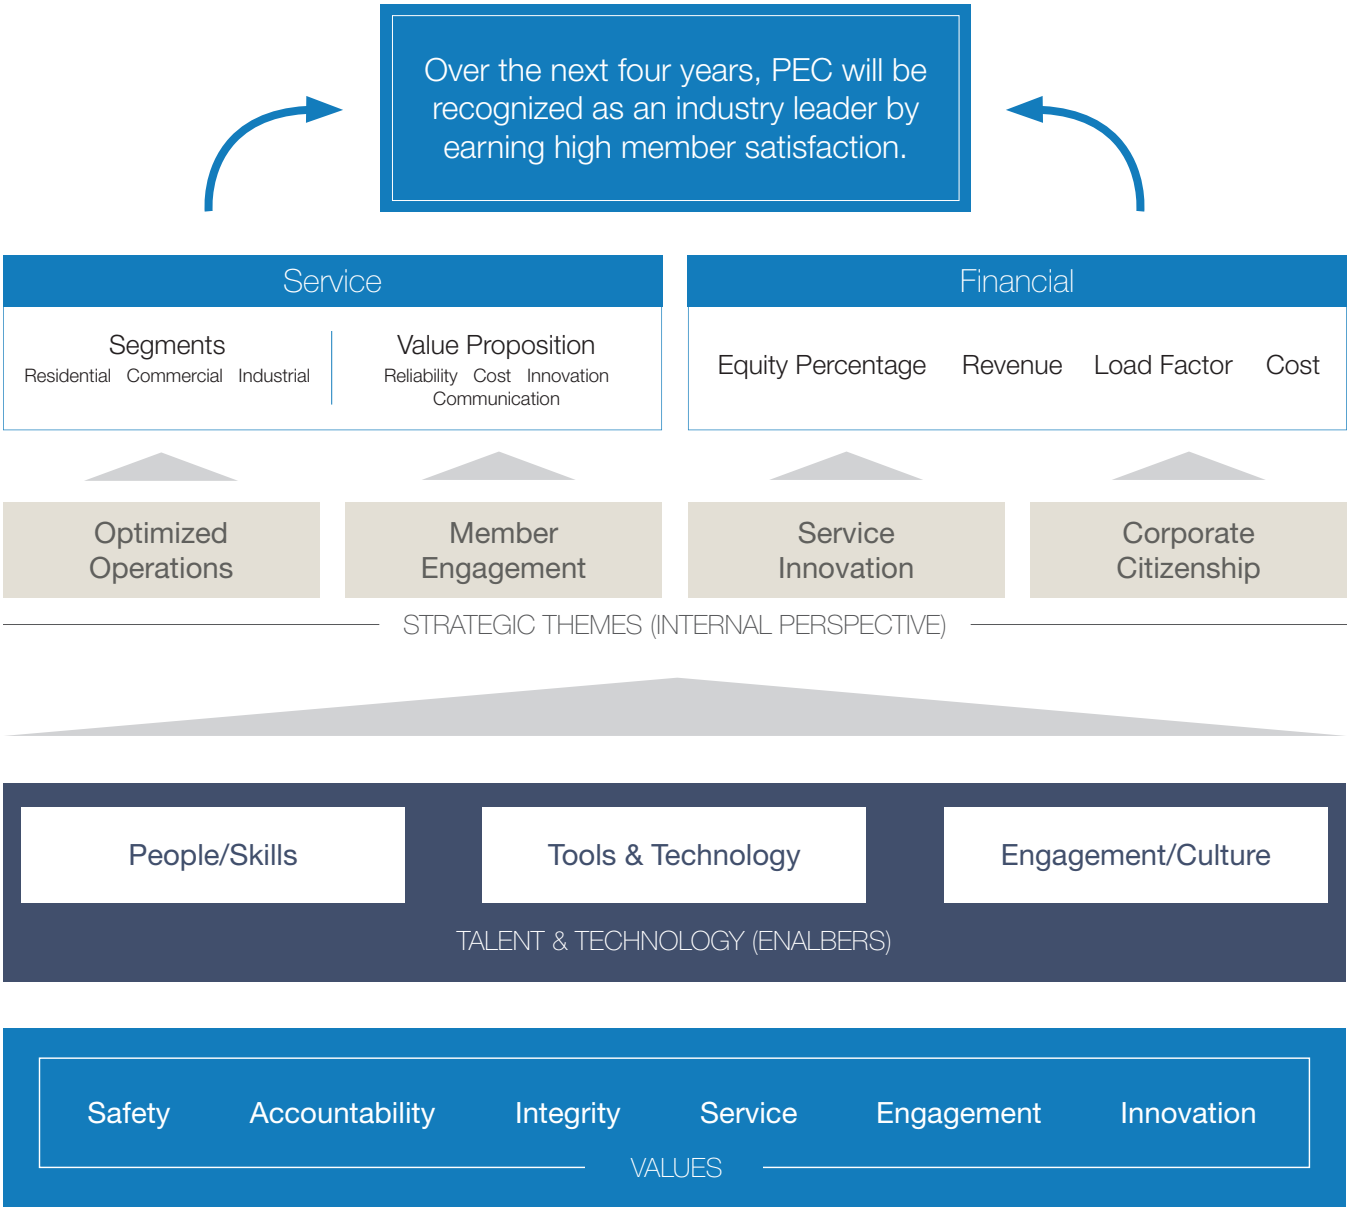 Over the next four years, PEC will be
recognized as an industry leader by
earning high member satisfaction.
Service
Segments
Residential Commercial Industrial
Value Proposition
Reliability Cost Innovation
Communication
Financial
Equity Percentage Revenue Load Factor Cost
Optimized
Operations
Member
Engagement
Service
Innovation
Corporate
Citizenship
STRATEGIC THEMES (INTERNAL PERSPECTIVE)
People/Skills
Tools & Technology
Engagement/Culture
TALENT & TECHNOLOGY (ENALBERS)
Safety Accountability Integrity Service Engagement Innovation
VALUES